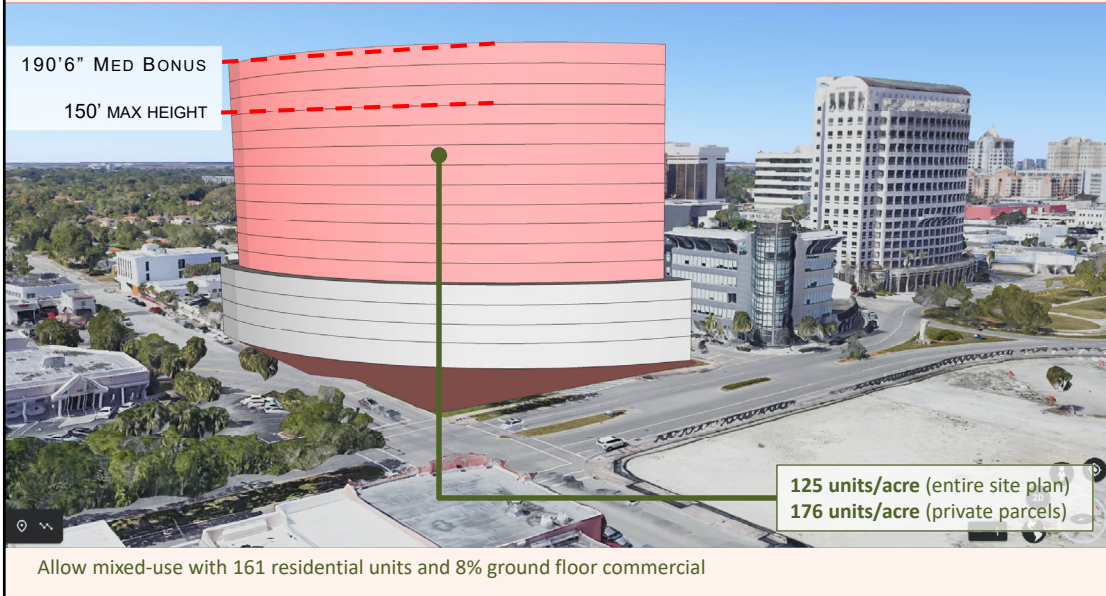 190’6” MED BONUS
150’ MAX HEIGHT
125 units/acre (entire site plan)
176 units/acre (private parcels)
2D
Allow mixed-use with 161 residential units and 8% ground floor commercial